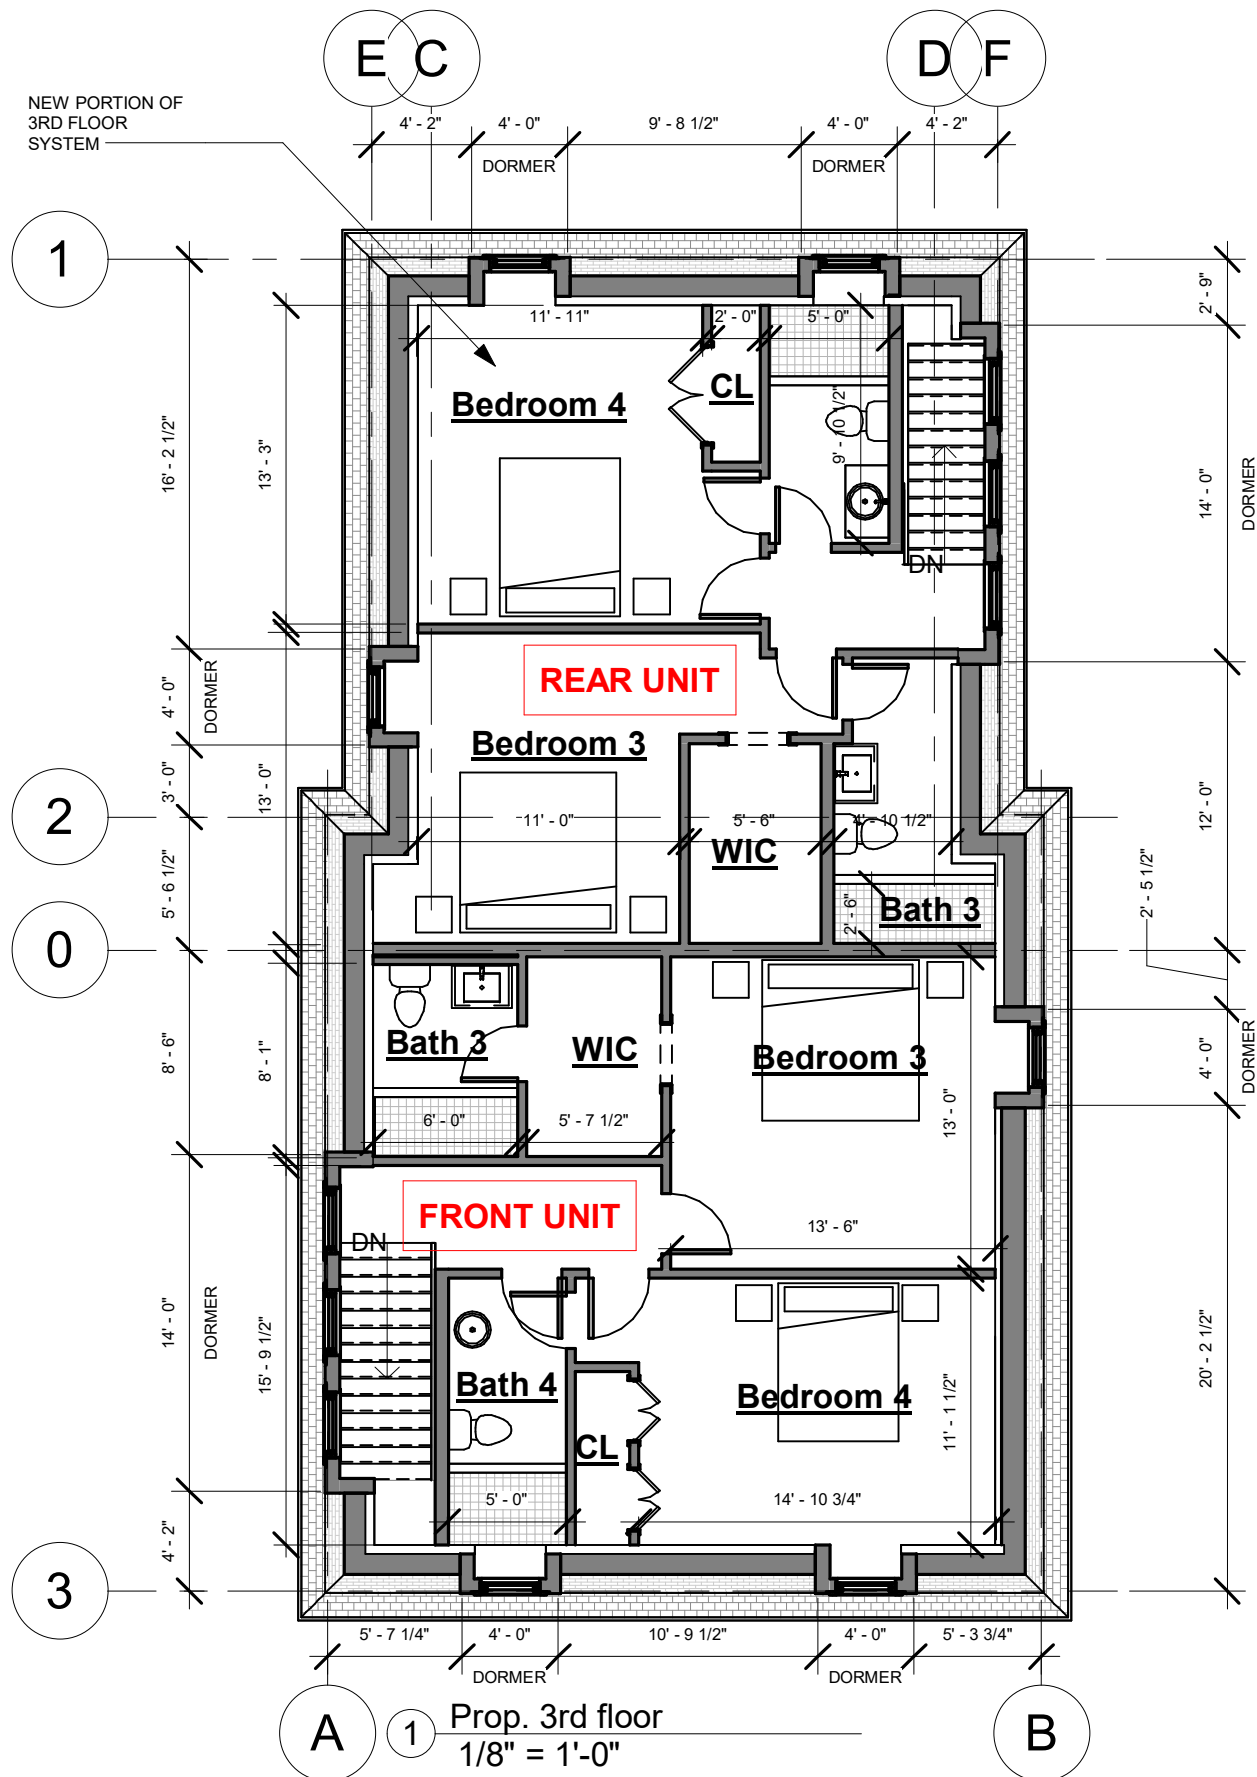 E C D F
NEW PORTION OF
3RD FLOOR
SYSTEM
4' - 2" 4' - 0" 9' - 8 1/2" 4' - 0" 4' - 2"
DORMER DORMER
1
2' - 9"
11' - 11" 2' - 0" 5' - 0"
CL
Bedroom 4
9' - 10 1/2"
16' - 2 1/2"
13' - 3"
14' - 0"
DORMER
DN
REAR UNIT
4' - 0"
DORMER
Bedroom 3
3' - 0"
13' - 0"
2
11' - 0" 5' - 6" 4' - 10 1/2"
12' - 0"
WIC
2' - 5 1/2"
5' - 6 1/2"
2' - 6"
Bath 3
0
Bath 3 WIC Bedroom 3
8' - 6"
8' - 1"
4' - 0"
DORMER
13' - 0"
6' - 0" 5' - 7 1/2"
FRONT UNIT
13' - 6"
DN
14' - 0"
DORMER
15' - 9 1/2"
Bath 4 Bedroom 4
20' - 2 1/2"
11' - 1 1/2"
CL
5' - 0" 14' - 10 3/4"
4' - 2"
3
5' - 7 1/4" 4' - 0" 10' - 9 1/2" 4' - 0" 5' - 3 3/4"
DORMER DORMER
A B
1 Prop. 3rd floor
1/8" = 1'-0"